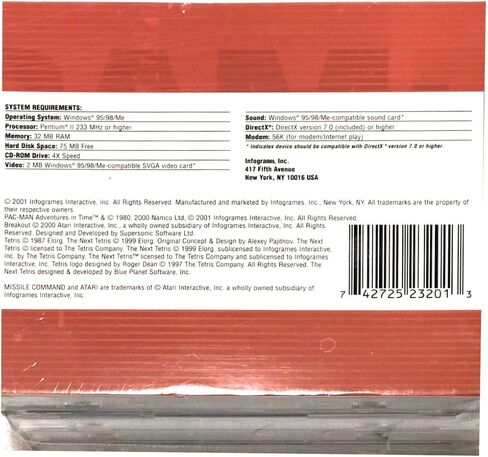 SYSTEM REQUIREMENTS:
Operating System: Windows® 95/98/Me
Processor: Pentium® II 233 MHz or higher
Memory: 32 MB RAM
Hard Disk Space: 75 MB Free
CD-ROM Drive: 4X Speed
Video: 2 MB Windows® 95/98/Me-compatible SVGA video card*
Sound: Windows® 95/98/Me-compatible sound card*
DirectX®: DirectX version 7.0 (included) or higher
Modem: 56K (for modem/Internet play)
* Indicates device should be compatible with DirectX® version 7.0 or higher.
Infogrames, Inc.
417 Fifth Avenue
New York, NY 10016 USA
© 2001 Infogrames Interactive, Inc. All Rights Reserved. Manufactured and marketed by Infogrames, Inc., New York, NY. All trademarks are the property of
their respective owners.
PAC-MAN Adventures in Time™ & © 1980, 2000 Namco Ltd, © 2001 Infogrames Interactive, Inc. All Rights Reserved.
Breakout © 2000 Atari Interactive, Inc., a wholly owned subsidiary of Infogrames Interactive, Inc. All Rights
Reserved. Designed and Developed by Supersonic Software Ltd.
Tetris © 1987 Elorg. The Next Tetris © 1999 Elorg. Original Concept & Design by Alexey Pajitnov. The Next
Tetris © licensed to The Tetris Company. The Next Tetris © 1999 Elorg, sublicensed to Infogrames Interactive,
Inc. by The Tetris Company. The Next Tetris™ licensed to The Tetris Company and sublicensed to Infogrames
Interactive, Inc. Tetris logo designed by Roger Dean © 1997 The Tetris Company. All Rights Reserved. The
Next Tetris designed & developed by Blue Planet Software, Inc.
MISSILE COMMAND and ATARI are trademarks of © Atari Interactive, Inc. a wholly owned subsidiary of
Infogrames Interactive, Inc
7 42725 23201 3